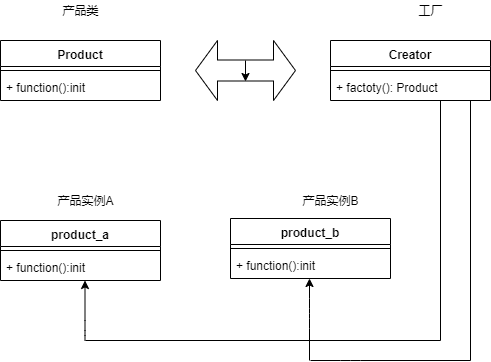 产品类
工厂
Product
+ function():init
Creator
+ factoty(): Product
产品实例A
产品实例B
product_a
+ function():init
product_b
+ function():init